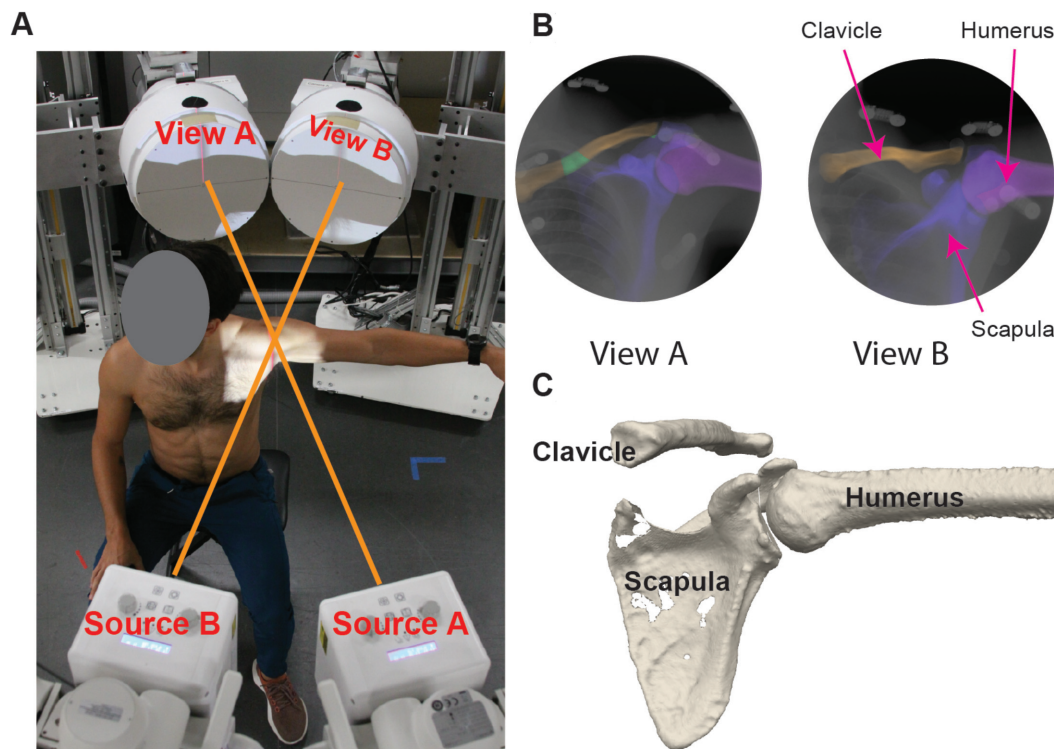 A
View A
View B
Source B
Source A
B
Clavicle
Humerus
Scapula
View A
View B
C
Clavicle
Humerus
Scapula